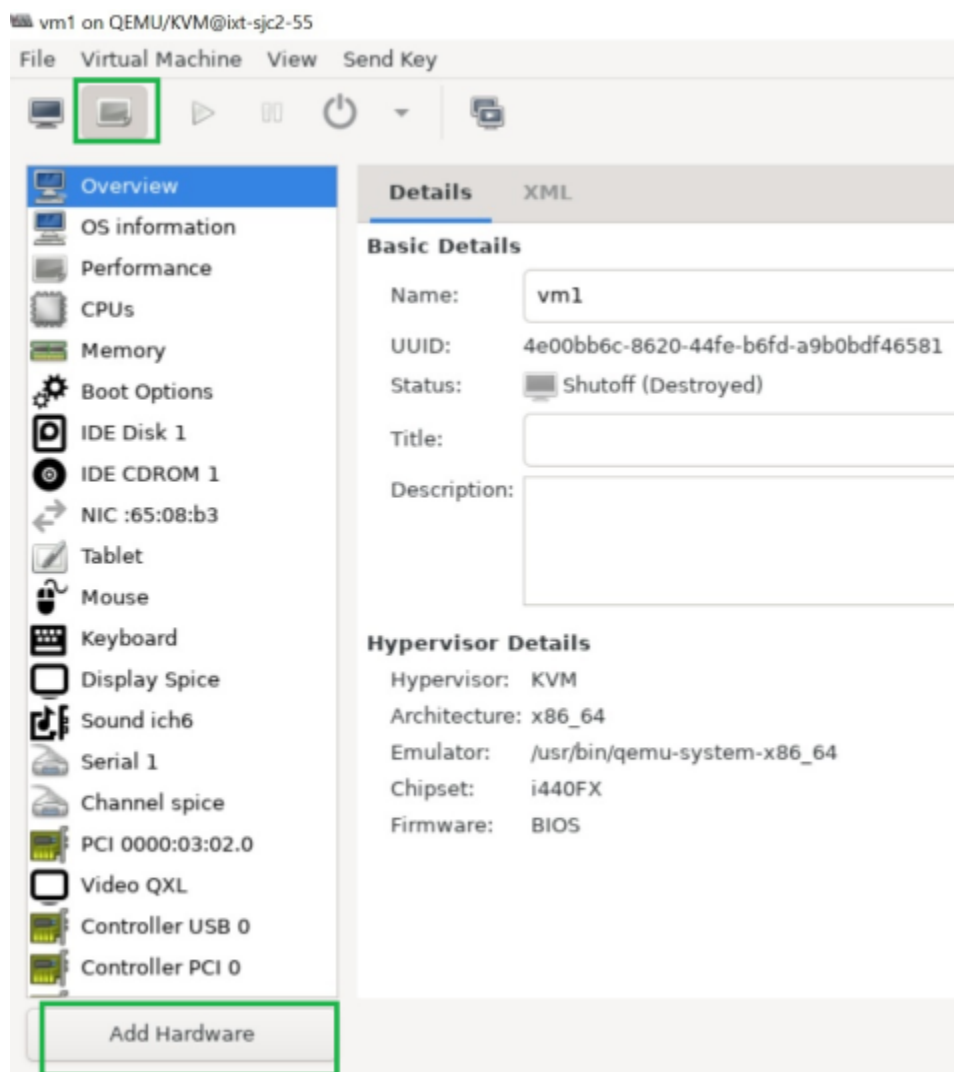 vm1 on QEMU/KVM@ixt-sjc2-55
File Virtual Machine View Send Key
Overview
OS information
Performance
CPUs
Memory
Boot Options
IDE Disk 1
IDE CDROM 1
NIC :65:08:b3
Tablet
Mouse
Keyboard
Display Spice
Sound ich6
Serial 1
Channel spice
PCI 0000:03:02.0
Video QXL
Controller USB 0
Controller PCI 0
Add Hardware
Details XML
Basic Details
Name: vm1
UUID: 4e00bb6c-8620-44fe-b6fd-a9b0bdf46581
Status: Shutoff (Destroyed)
Title:
Description:
Hypervisor Details
Hypervisor: KVM
Architecture: x86_64
Emulator: /usr/bin/qemu-system-x86_64
Chipset: i440FX
Firmware: BIOS